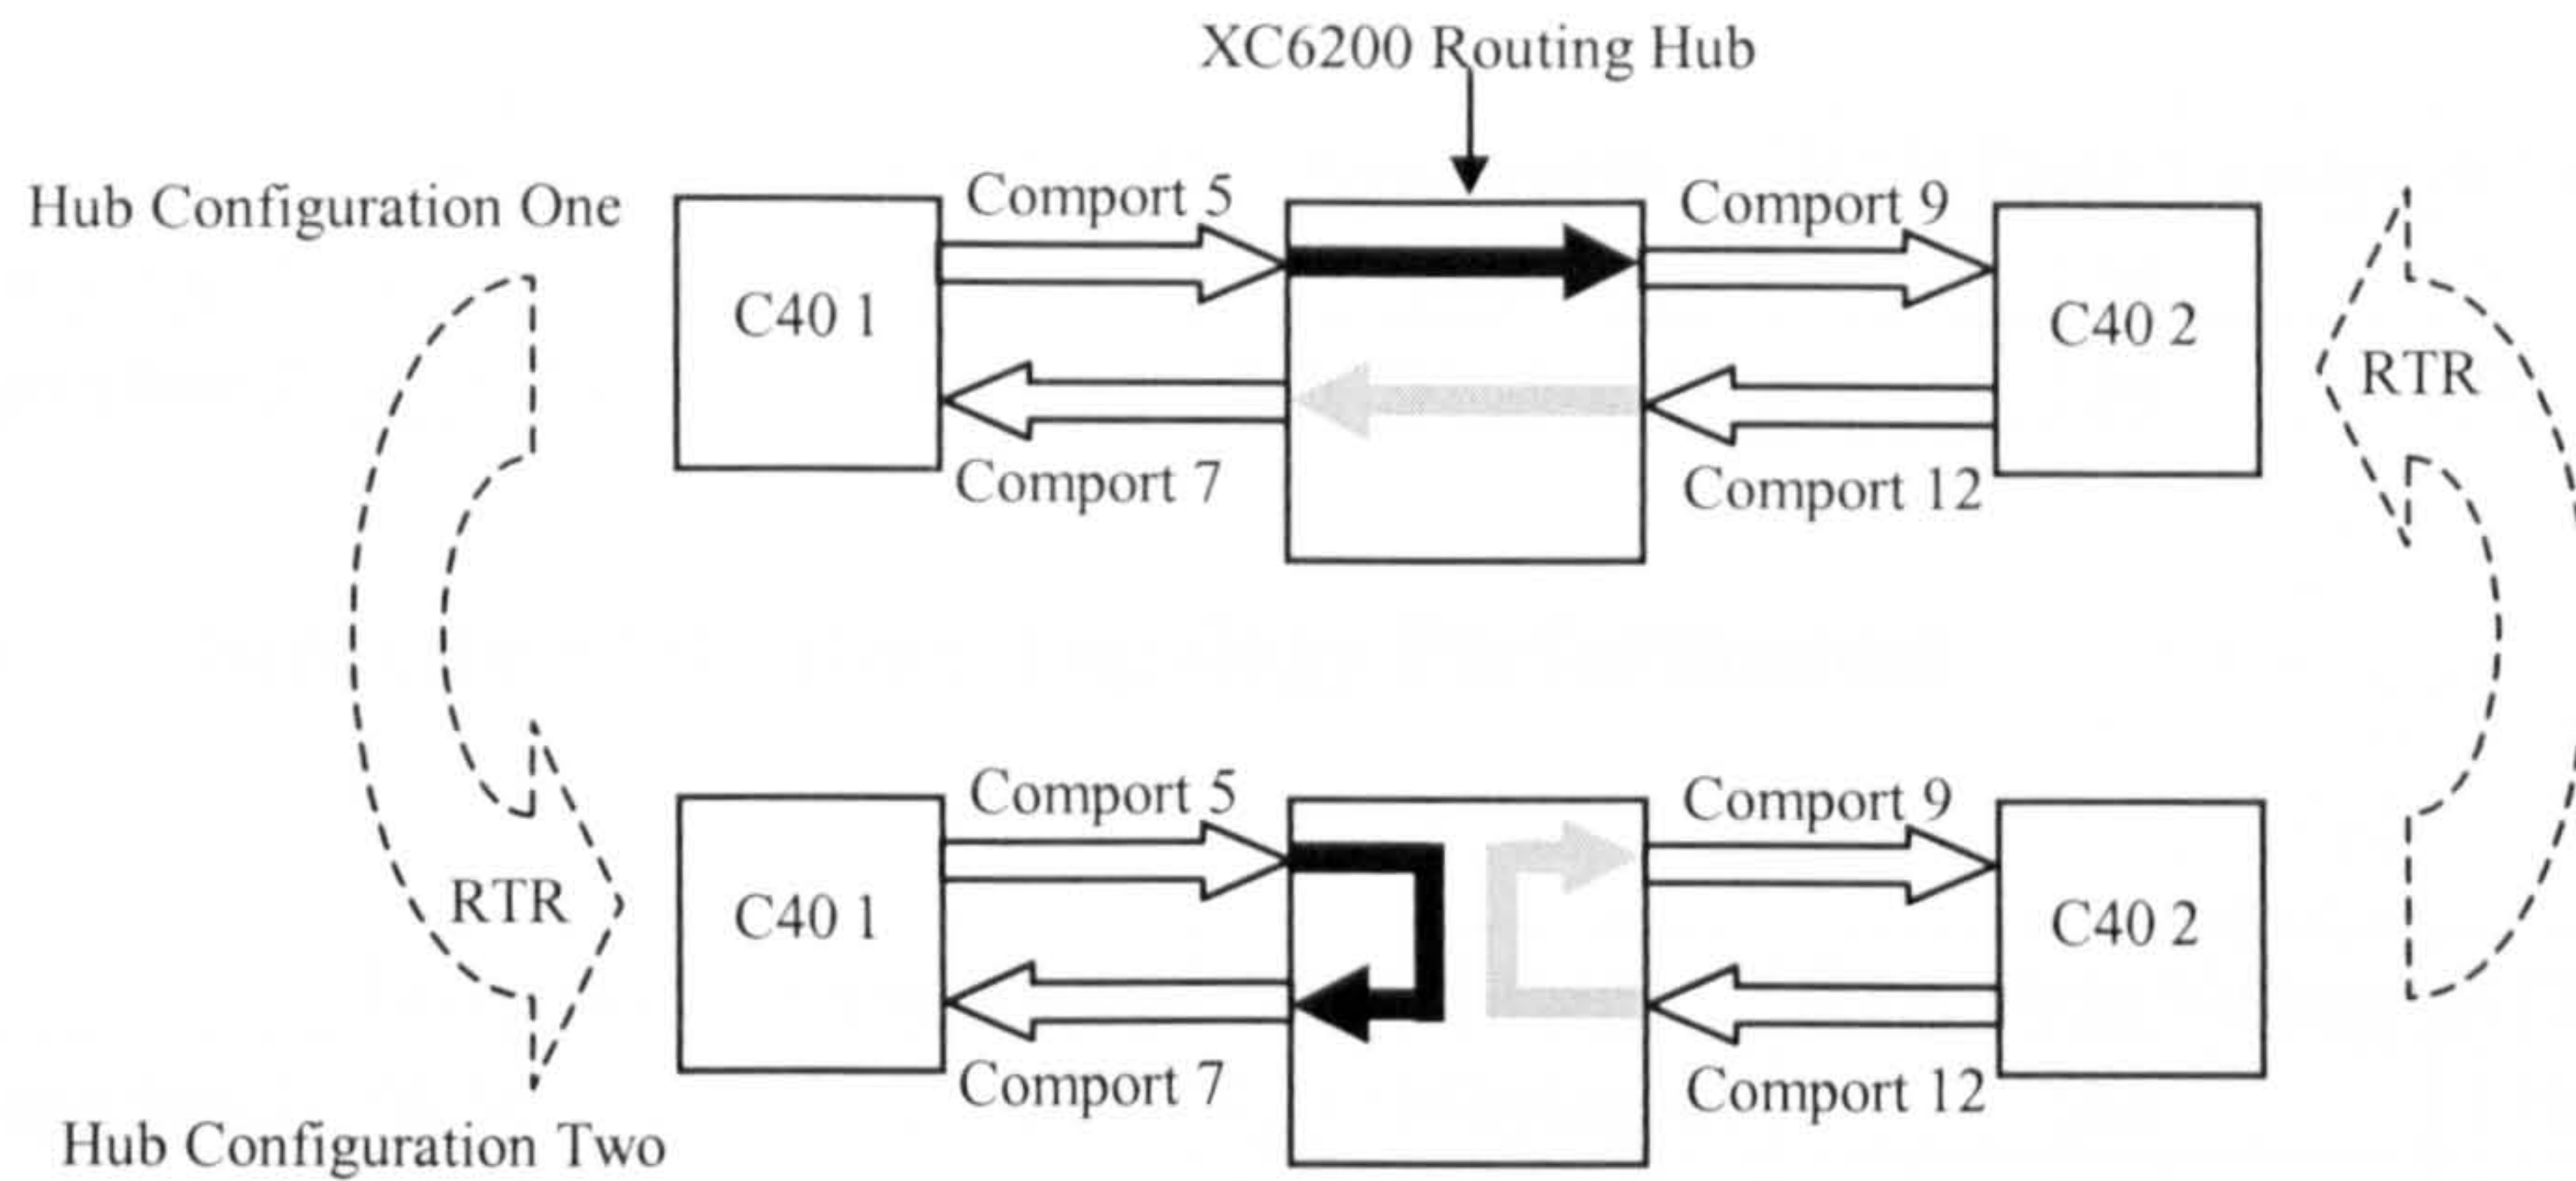 XC6200 Routing Hub
Hub Configuration One
Comport 5
Comport 9
C40 1
C40 2
RTR
Comport 7
Comport 12
Comport 5
Comport 9
RTR
C40 1
C40 2
Comport 7
Comport 12
Hub Configuration Two